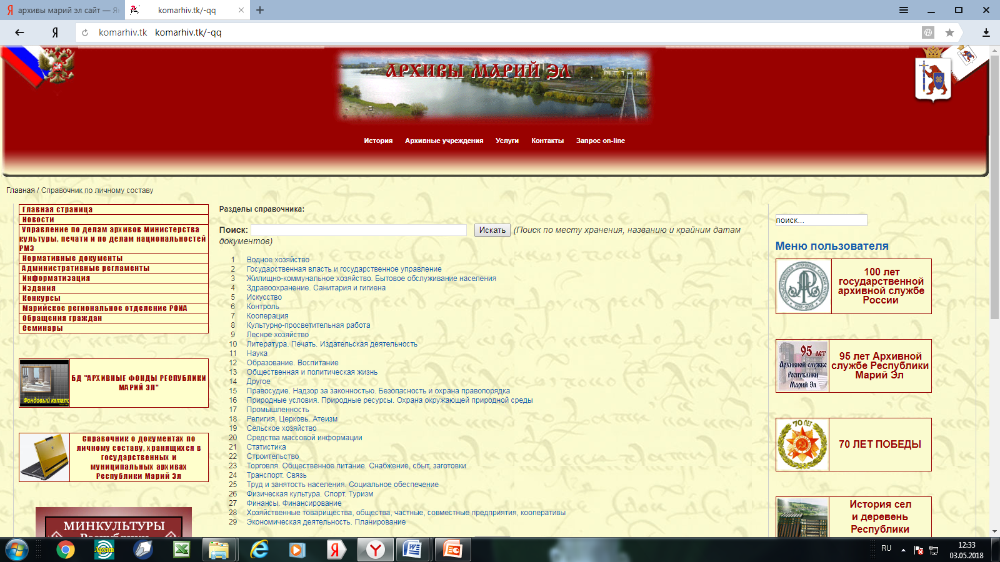 архивы марий эл сайт — Ян
komarhiv.tk/-qq
komarhiv.tk komarhiv.tk/-qq
АРХИВЫ МАРИЙ ЭЛ
История Архивные учреждения Услуги Контакты Запрос on-line
Главная / Справочник по личному составу
Главная страница
Новости
Управление по делам архивов Министерства
культуры, печати и по делам национальностей
РМЭ
Нормативные документы
Административные регламенты
Информатизация
Издания
Конкурсы
Марийское региональное отделение РОИА
Обращения граждан
Семинары
Фондовый катало
БД "АРХИВНЫЕ ФОНДЫ РЕСПУБЛИКИ
МАРИЙ ЭЛ"
Справочник о документах по
личному составу, хранящихся в
государственных и
муниципальных архивах
Республики Марий Эл
МИНКУЛЬТУРЫ
Республики
Разделы справочника:
Поиск: Искать (Поиск по месту хранения, названию и крайним датам
документов)
1 Водное хозяйство
2 Государственная власть и государственное управление
3 Жилищно-коммунальное хозяйство. Бытовое обслуживание населения
4 Здравоохранение. Санитария и гигиена
5 Искусство
6 Контроль
7 Кооперация
8 Культурно-просветительная работа
9 Лесное хозяйство
10 Литература. Печать. Издательская деятельность
11 Наука
12 Образование. Воспитание
13 Общественная и политическая жизнь
14 Другое
15 Правосудие. Надзор за законностью. Безопасность и охрана правопорядка
16 Природные условия. Природные ресурсы. Охрана окружающей природной среды
17 Промышленность
18 Религия. Церковь. Атеизм
19 Сельское хозяйство
20 Средства массовой информации
21 Статистика
22 Строительство
23 Торговля. Общественное питание. Снабжение, сбыт, заготовки
24 Транспорт. Связь
25 Труд и занятость населения. Социальное обеспечение
26 Физическая культура. Спорт. Туризм
27 Финансы. Финансирование
28 Хозяйственные товарищества, общества, частные, совместные предприятия, кооперативы
29 Экономическая деятельность. Планирование
поиск...
Меню пользователя
100 лет
государственной
архивной службе
России
95 лет
Архивной службе
Республики
Марий Эл
95 лет Архивной
службе Республики
Марий Эл
70 ЛЕТ
70 ЛЕТ ПОБЕДЫ
История сел
и деревень
Республики
Архив
RU
12:33
03.05.2018